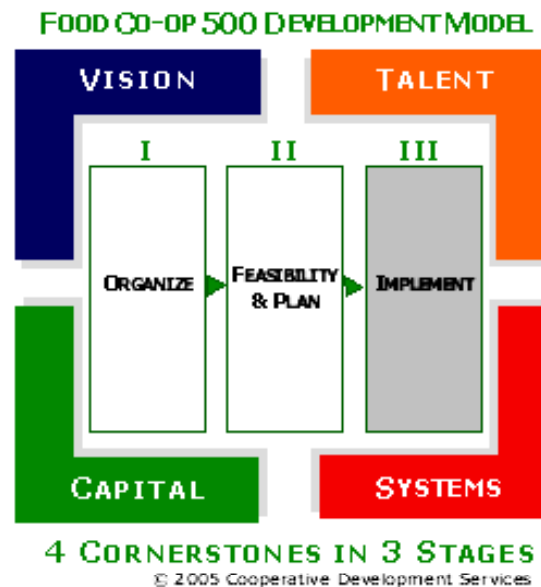 FOOD CO-OP 500 DEVELOPMENT MODEL
VISION
TALENT
I
II
III
ORGANIZE
FEASIBILITY
& PLAN
IMPLEMENT
CAPITAL
SYSTEMS
4 CORNERSTONES IN 3 STAGES
© 2005 Cooperative Development Services